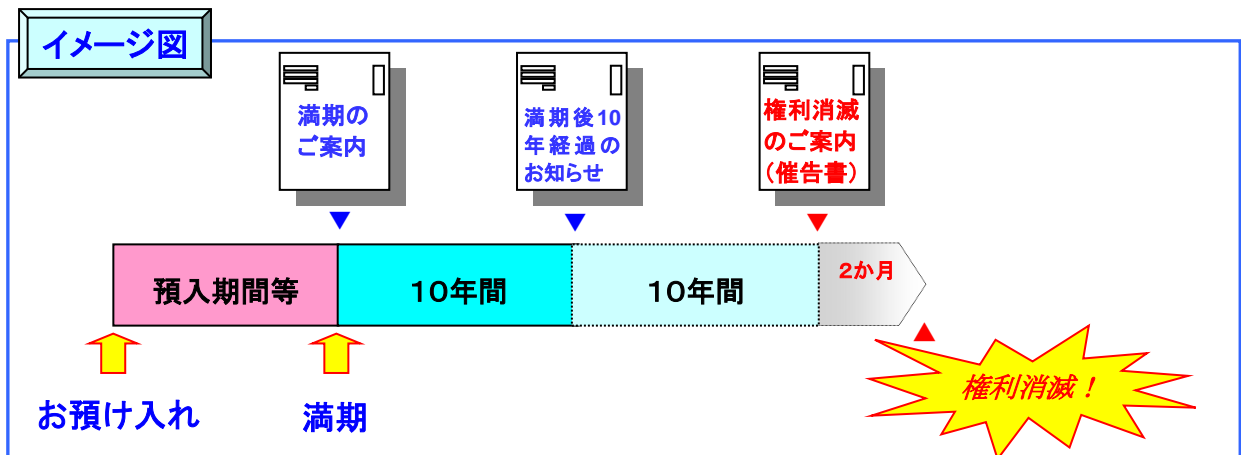 イメージ図
満期の
ご案内
満期後10
年経過の
お知らせ
権利消滅
のご案内
（催告書）
預入期間等
10年間
10年間
2か月
お預け入れ
満期
権利消滅！